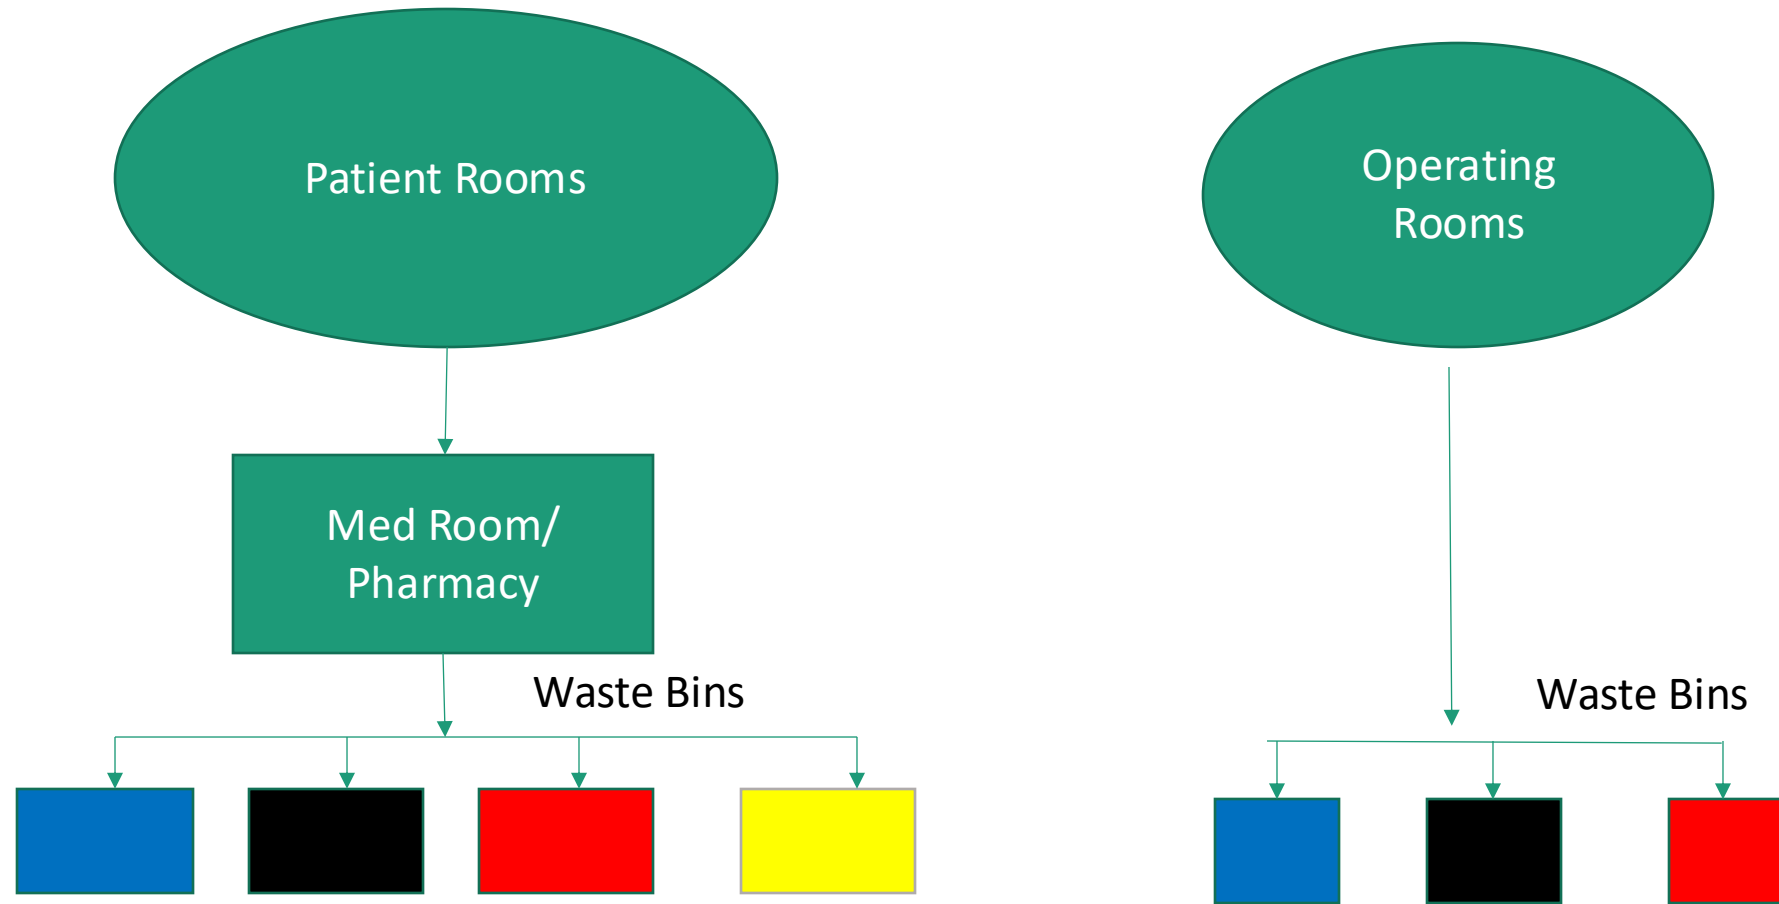 Patient Rooms
Operating
Rooms
Med Room/
Pharmacy
Waste Bins
Waste Bins